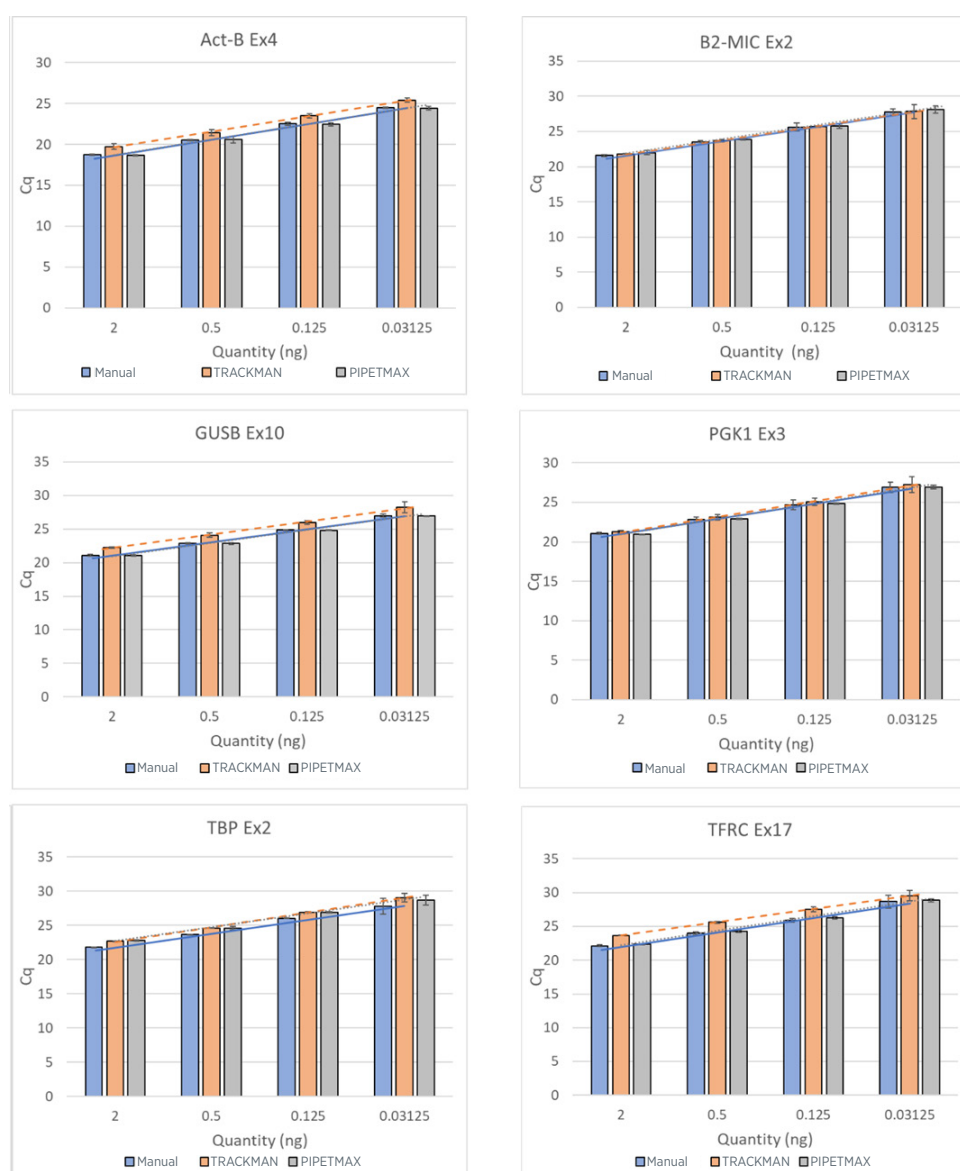 Act-B Ex4
30
25
20
15
10
5
0
Cq
2 0.5 0.125 0.03125
Quantity (ng)
Manual TRACKMAN PIPETMAX
B2-MIC Ex2
35
30
25
20
15
10
5
0
Cq
2 0.5 0.125 0.03125
Quantity (ng)
Manual TRACKMAN PIPETMAX
GUSB Ex10
35
30
25
20
15
10
5
0
Cq
2 0.5 0.125 0.03125
Quantity (ng)
Manual TRACKMAN PIPETMAX
PGK1 Ex3
30
25
20
15
10
5
0
Cq
2 0.5 0.125 0.03125
Quantity (ng)
Manual TRACKMAN PIPETMAX
TBP Ex2
35
30
25
20
15
10
5
0
Cq
2 0.5 0.125 0.03125
Quantity (ng)
Manual TRACKMAN PIPETMAX
TFRC Ex17
35
30
25
20
15
10
5
0
Cq
2 0.5 0.125 0.03125
Quantity (ng)
Manual TRACKMAN PIPETMAX